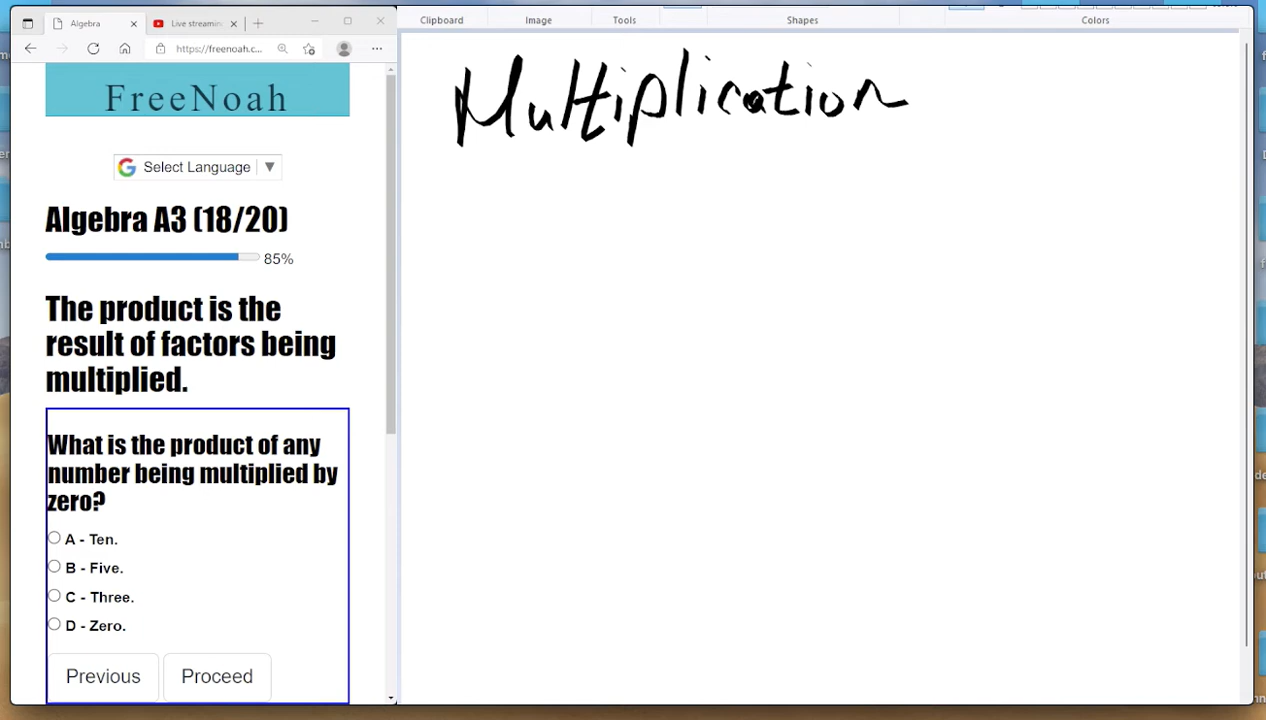 Algebra
Live streamin
https://freenoah.c...
Clipboard
Image
Tools
Shapes
Colors
FreeNoah
Select Language
Algebra A3 (18/20)
85%
The product is the
result of factors being
multiplied.
What is the product of any
number being multiplied by
zero?
A - Ten.
B - Five.
C - Three.
D - Zero.
Previous
Proceed
Multiplication